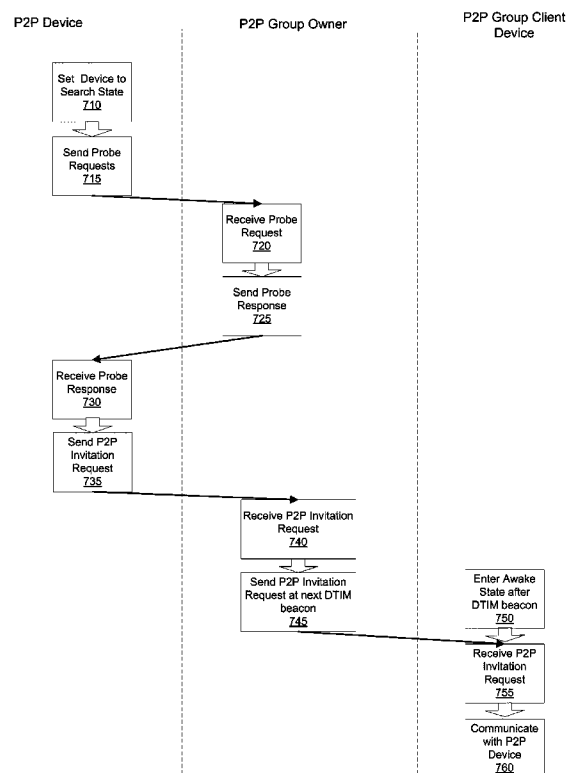 P2P Device
P2P Group Owner
P2P Group Client
Device
Set Device to
Search State
710
Send Probe
Requests
715
Receive Probe
Request
720
Send Probe
Response
725
Receive Probe
Response
730
Send P2P
Invitation
Request
735
Receive P2P Invitation
Request
740
Send P2P Invitation
Request at next DTIM
beacon
745
Enter Awake
State after
DTIM beacon
750
Receive P2P
Invitation
Request
755
Communicate
with P2P
Device
760